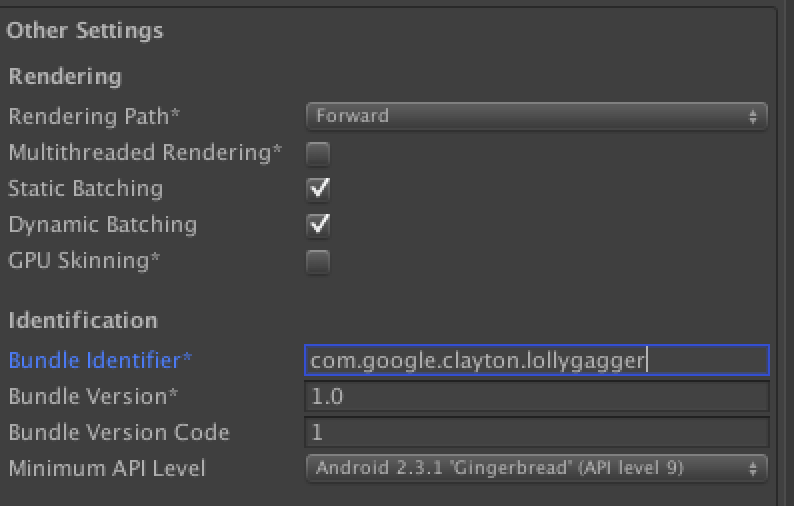 Other Settings
Rendering
Rendering Path* Forward
Multithreaded Rendering*
Static Batching
Dynamic Batching
GPU Skinning*
Identification
Bundle Identifier* com.google.clayton.lollygagger
Bundle Version* 1.0
Bundle Version Code 1
Minimum API Level Android 2.3.1 'Gingerbread' (API level 9)